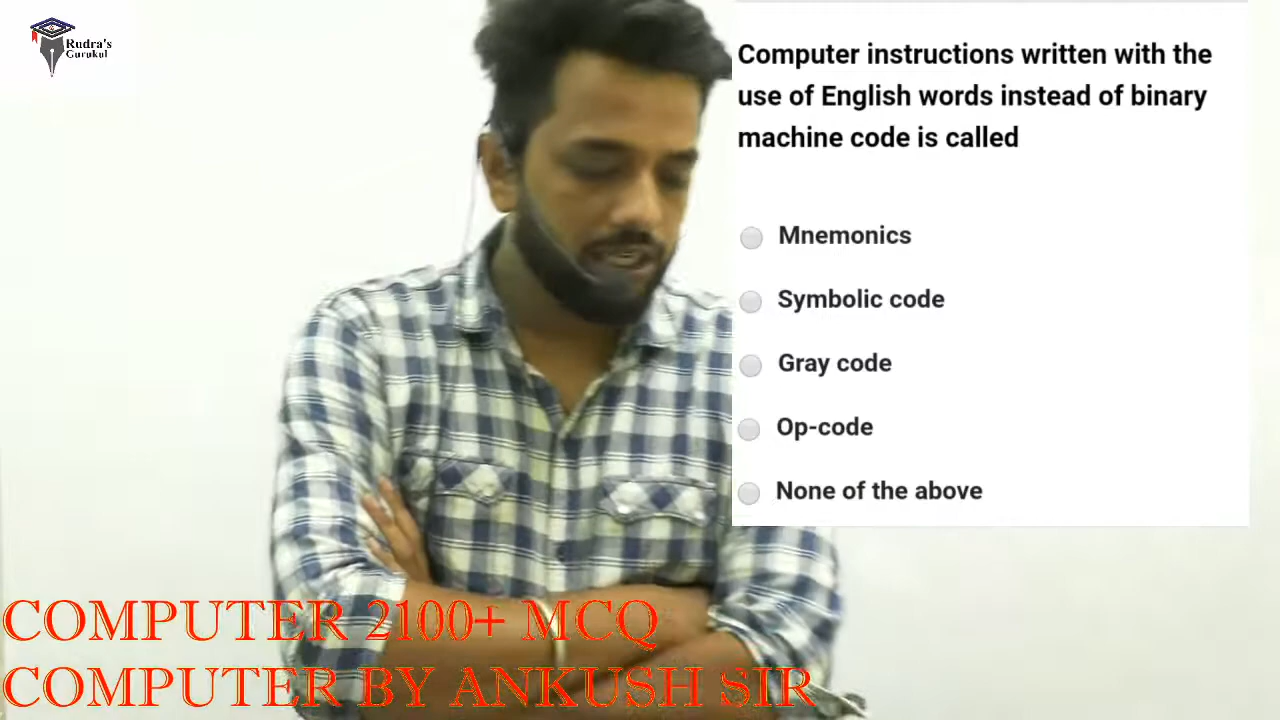 Rudra's
Gurukul
Computer instructions written with the
use of English words instead of binary
machine code is called
Mnemonics
Symbolic code
Gray code
Op-code
None of the above
COMPUTER 2100+ MCQ
COMPUTER BY ANKUSH SIR